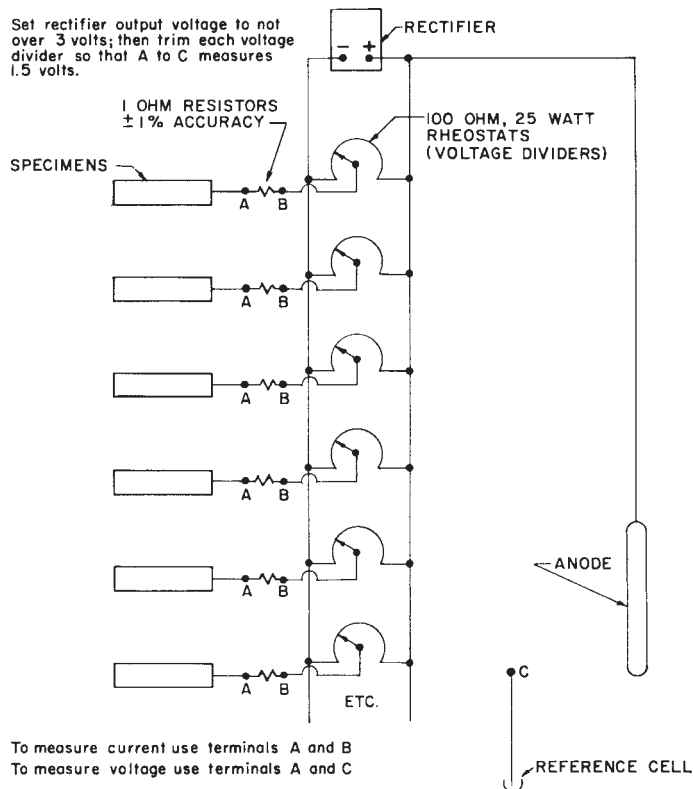 Set rectifier output voltage to not
over 3 volts; then trim each voltage
divider so that A to C measures
1.5 volts.
RECTIFIER
- +
1 OHM RESISTORS
±1% ACCURACY
100 OHM, 25 WATT
RHEOSTATS
(VOLTAGE DIVIDERS)
SPECIMENS
A B
A B
A B
A B
A B
A B
ANODE
C
ETC.
To measure current use terminals A and B
To measure voltage use terminals A and C
REFERENCE CELL